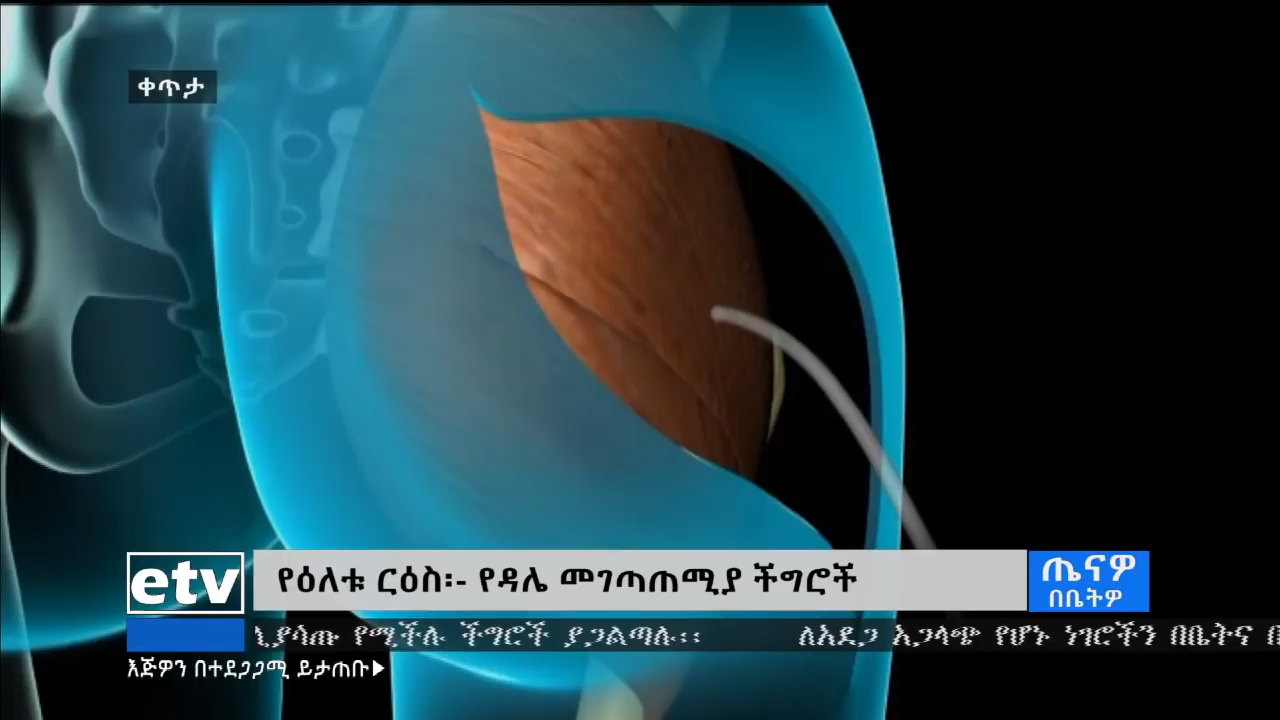 ቀጥታ
etv
የዕለቱ ርዕስ፡- የዳሌ መገጣጠሚያ ችግሮች
ጤናዎ
በቤትዎ
ሊያሳጡ የሚችሉ ችግሮች ያጋልጣሉ፡፡ ለአደጋ አጋላጭ የሆኑ ነገሮችን በቤትና
እጅዎን በተደጋጋሚ ይታጠቡ